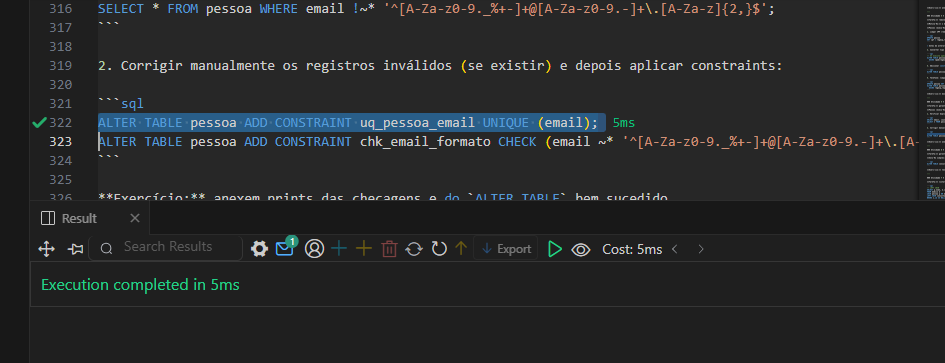 316 SELECT * FROM pessoa WHERE email !~* '^[A-Za-z0-9._%+-]+@[A-Za-z0-9.-]+\.[A-Za-z]{2,}$';
317 ```
318
319 2. Corrigir manualmente os registros inválidos (se existir) e depois aplicar constraints:
320
321 ```sql
322 ALTER TABLE pessoa ADD CONSTRAINT uq_pessoa_email UNIQUE (email); 5ms
323 ALTER TABLE pessoa ADD CONSTRAINT chk_email_formato CHECK (email ~* '^[A-Za-z0-9._%+-]+@[A-Za-z0-9.-]+\.[A-
324 ```
325
326 **Exercício:** anexem prints das checagens e do `ALTER TABLE` bem sucedido
Result
Search Results 1 Export Cost: 5ms
Execution completed in 5ms